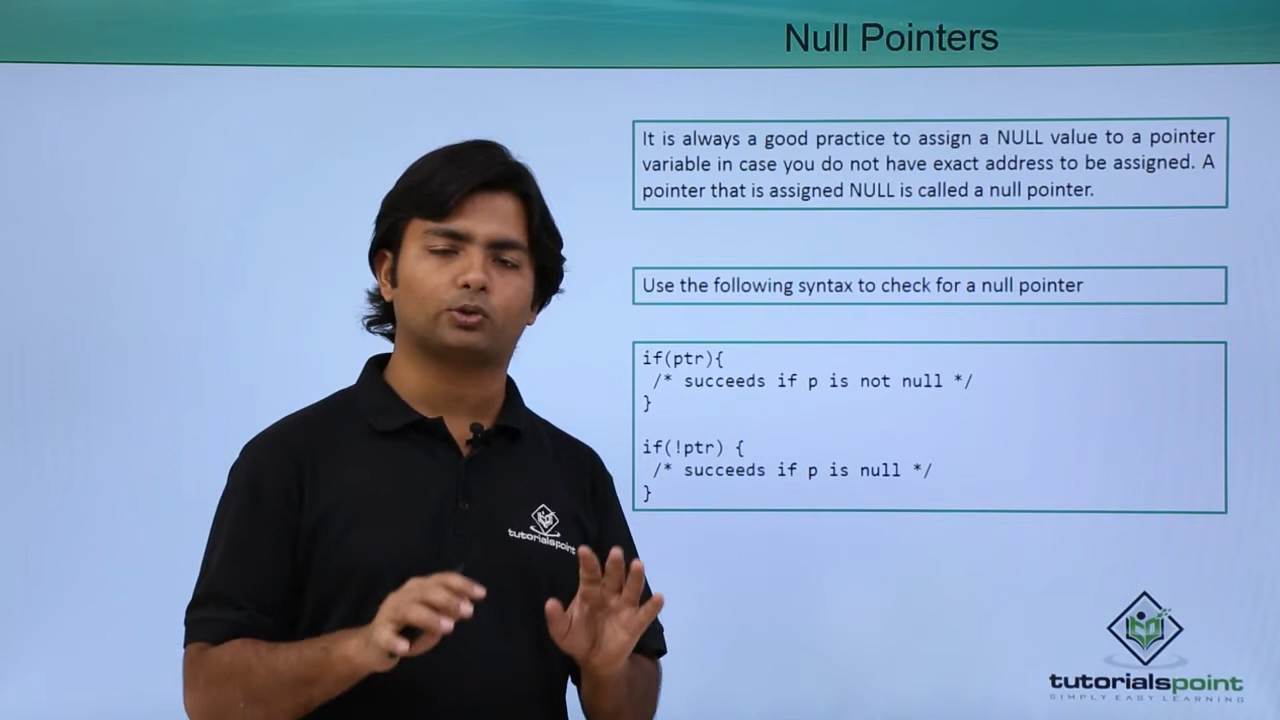 Null Pointers
It is always a good practice to assign a NULL value to a pointer
variable in case you do not have exact address to be assigned. A
pointer that is assigned NULL is called a null pointer.
Use the following syntax to check for a null pointer
if(ptr){
/* succeeds if p is not null */
}
if(!ptr) {
/* succeeds if p is null */
}
tutorialspoint
tutorialspoint
SIMPLY EASY LEARNING